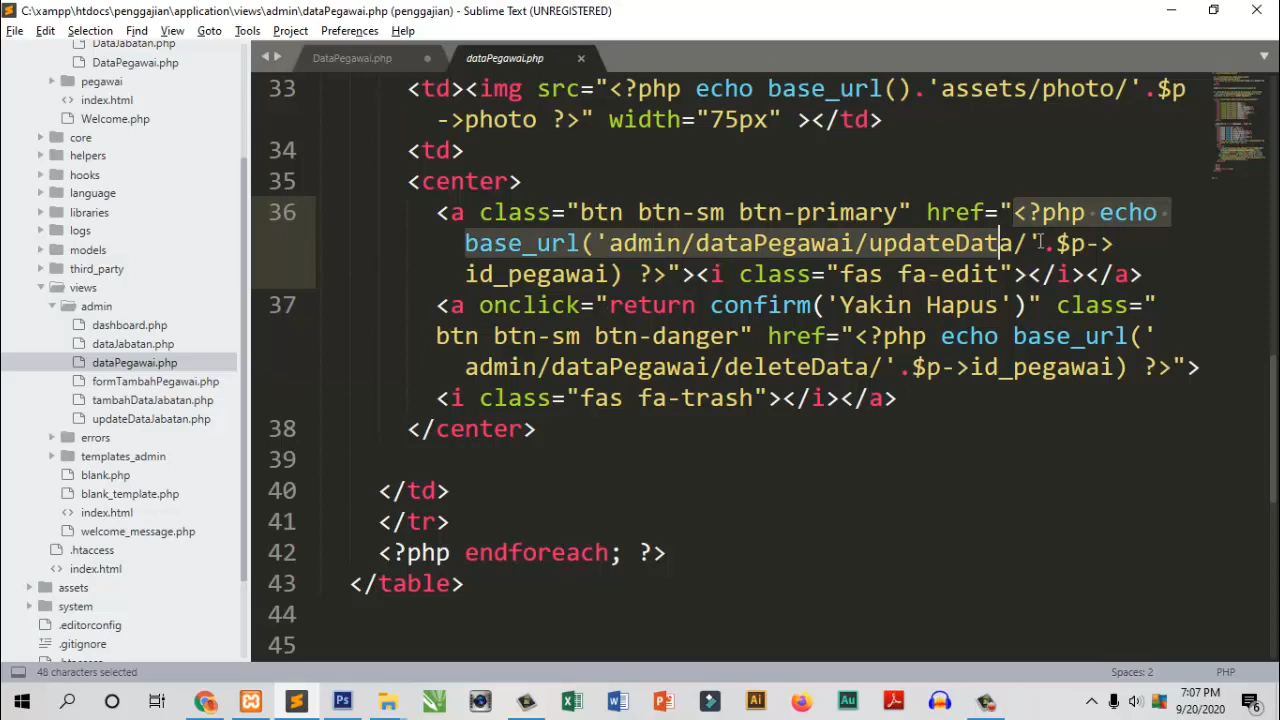 C:\xampp\htdocs\penggajian\application\views\admin\dataPegawai.php (penggajian) - Sublime Text (UNREGISTERED)
File Edit Selection Find View Goto Tools Project Preferences Help
DataJabatan.php
DataPegawai.php
pegawai
index.html
Welcome.php
core
helpers
hooks
language
libraries
logs
models
third_party
views
admin
dashboard.php
dataJabatan.php
dataPegawai.php
formTambahPegawai.php
tambahDataJabatan.php
updateDataJabatan.php
errors
templates_admin
blank.php
blank_template.php
index.html
welcome_message.php
.htaccess
index.html
assets
system
.editorconfig
.gitignore
DataPegawai.php dataPegawai.php
33 <td><img src="<?php echo base_url().'assets/photo/'.$p
->photo ?>" width="75px" ></td>
34 <td>
35 <center>
36 <a class="btn btn-sm btn-primary" href="<?php echo
base_url('admin/dataPegawai/updateData/'.$p->
id_pegawai) ?>"><i class="fas fa-edit"></i></a>
37 <a onclick="return confirm('Yakin Hapus')" class="
btn btn-sm btn-danger" href="<?php echo base_url('
admin/dataPegawai/deleteData/'.$p->id_pegawai) ?>">
<i class="fas fa-trash"></i></a>
38 </center>
39
40 </td>
41 </tr>
42 <?php endforeach; ?>
43 </table>
44
45
48 characters selected Spaces: 2 PHP
7:07 PM
9/20/2020
6